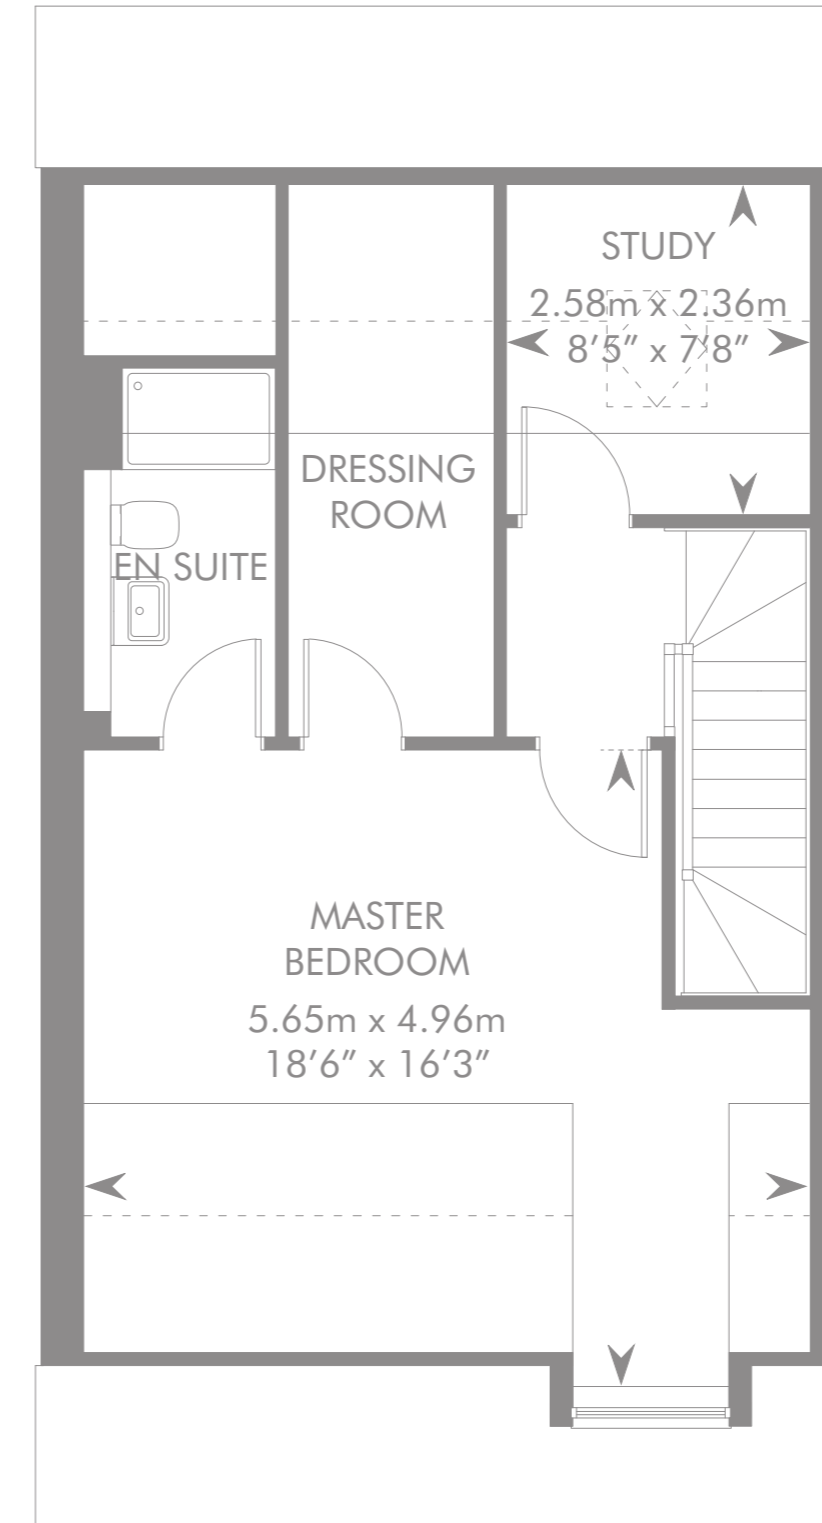 STUDY
2.58m x 2.36m
8’5” x 7’8”
DRESSING
ROOM
EN SUITE
MASTER
BEDROOM
5.65m x 4.96m
18’6” x 16’3”